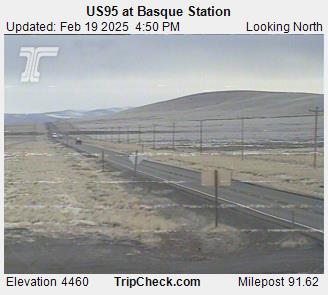 US95 at Basque Station
Updated: Feb 19 2025 4:50 PM Looking North
Elevation 4460 TripCheck.com Milepost 91.62